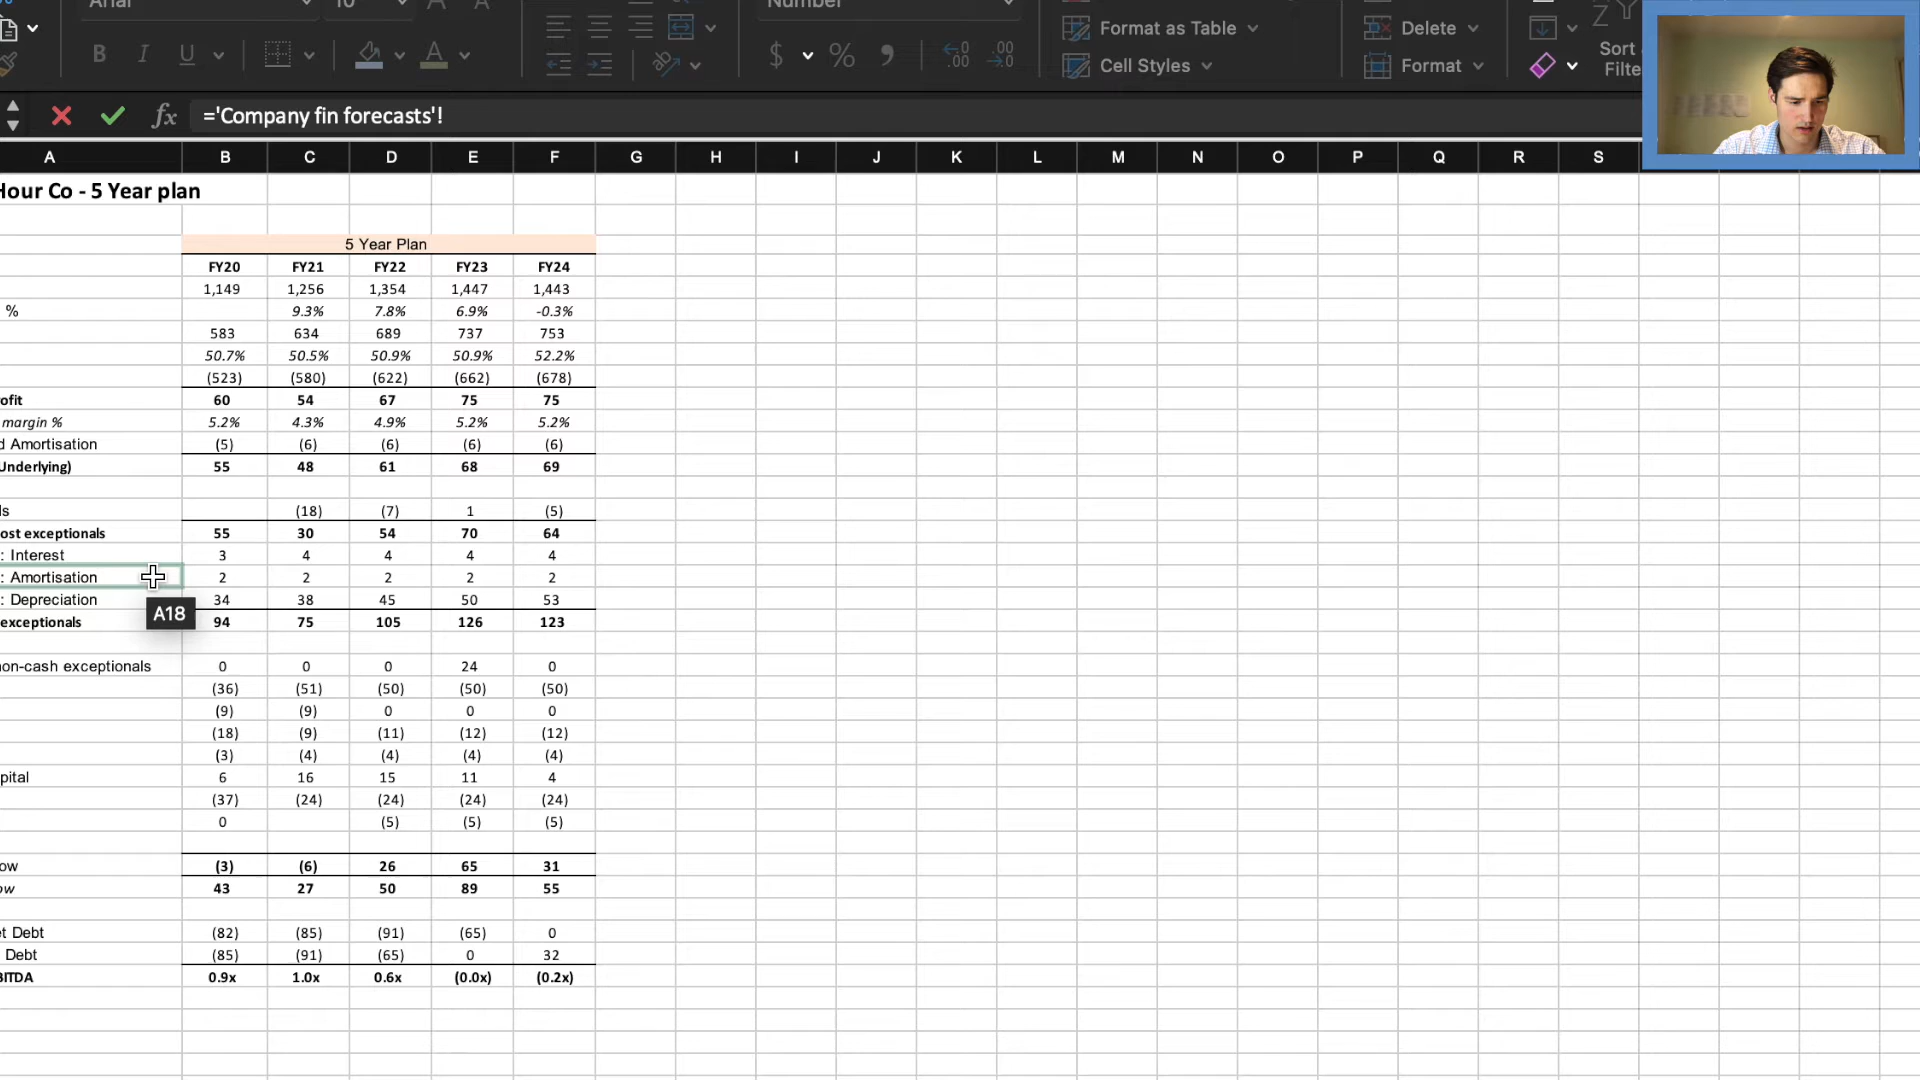 Arial 10 Number
Format as Table Delete
B I U A $ % Cell Styles Format Sort
Filte
fx ='Company fin forecasts'!
A B C D E F G H I J K L M N O P Q R S
Hour Co - 5 Year plan
5 Year Plan
FY20 FY21 FY22 FY23 FY24
1,149 1,256 1,354 1,447 1,443
% 9.3% 7.8% 6.9% -0.3%
583 634 689 737 753
50.7% 50.5% 50.9% 50.9% 52.2%
(523) (580) (622) (662) (678)
ofit 60 54 67 75 75
margin % 5.2% 4.3% 4.9% 5.2% 5.2%
d Amortisation (5) (6) (6) (6) (6)
Underlying) 55 48 61 68 69
ls (18) (7) 1 (5)
ost exceptionals 55 30 54 70 64
: Interest 3 4 4 4 4
: Amortisation 2 2 2 2 2
: Depreciation 34 38 45 50 53
A18
exceptionals 94 75 105 126 123
non-cash exceptionals 0 0 0 24 0
(36) (51) (50) (50) (50)
(9) (9) 0 0 0
(18) (9) (11) (12) (12)
(3) (4) (4) (4) (4)
pital 6 16 15 11 4
(37) (24) (24) (24) (24)
0 (5) (5) (5)
ow (3) (6) 26 65 31
ow 43 27 50 89 55
et Debt (82) (85) (91) (65) 0
Debt (85) (91) (65) 0 32
BITDA 0.9x 1.0x 0.6x (0.0x) (0.2x)